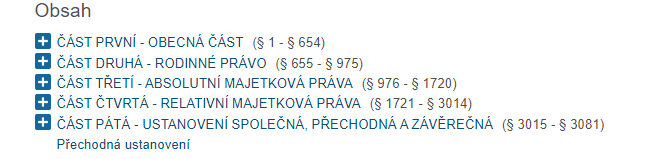 Obsah
ČÁST PRVNÍ - OBECNÁ ČÁST (§ 1 - § 654)
ČÁST DRUHÁ - RODINNÉ PRÁVO (§ 655 - § 975)
ČÁST TŘETÍ - ABSOLUTNÍ MAJETKOVÁ PRÁVA (§ 976 - § 1720)
ČÁST ČTVRTÁ - RELATIVNÍ MAJETKOVÁ PRÁVA (§ 1721 - § 3014)
ČÁST PÁTÁ - USTANOVENÍ SPOLEČNÁ, PŘECHODNÁ A ZÁVĚREČNÁ (§ 3015 - § 3081)
Přechodná ustanovení